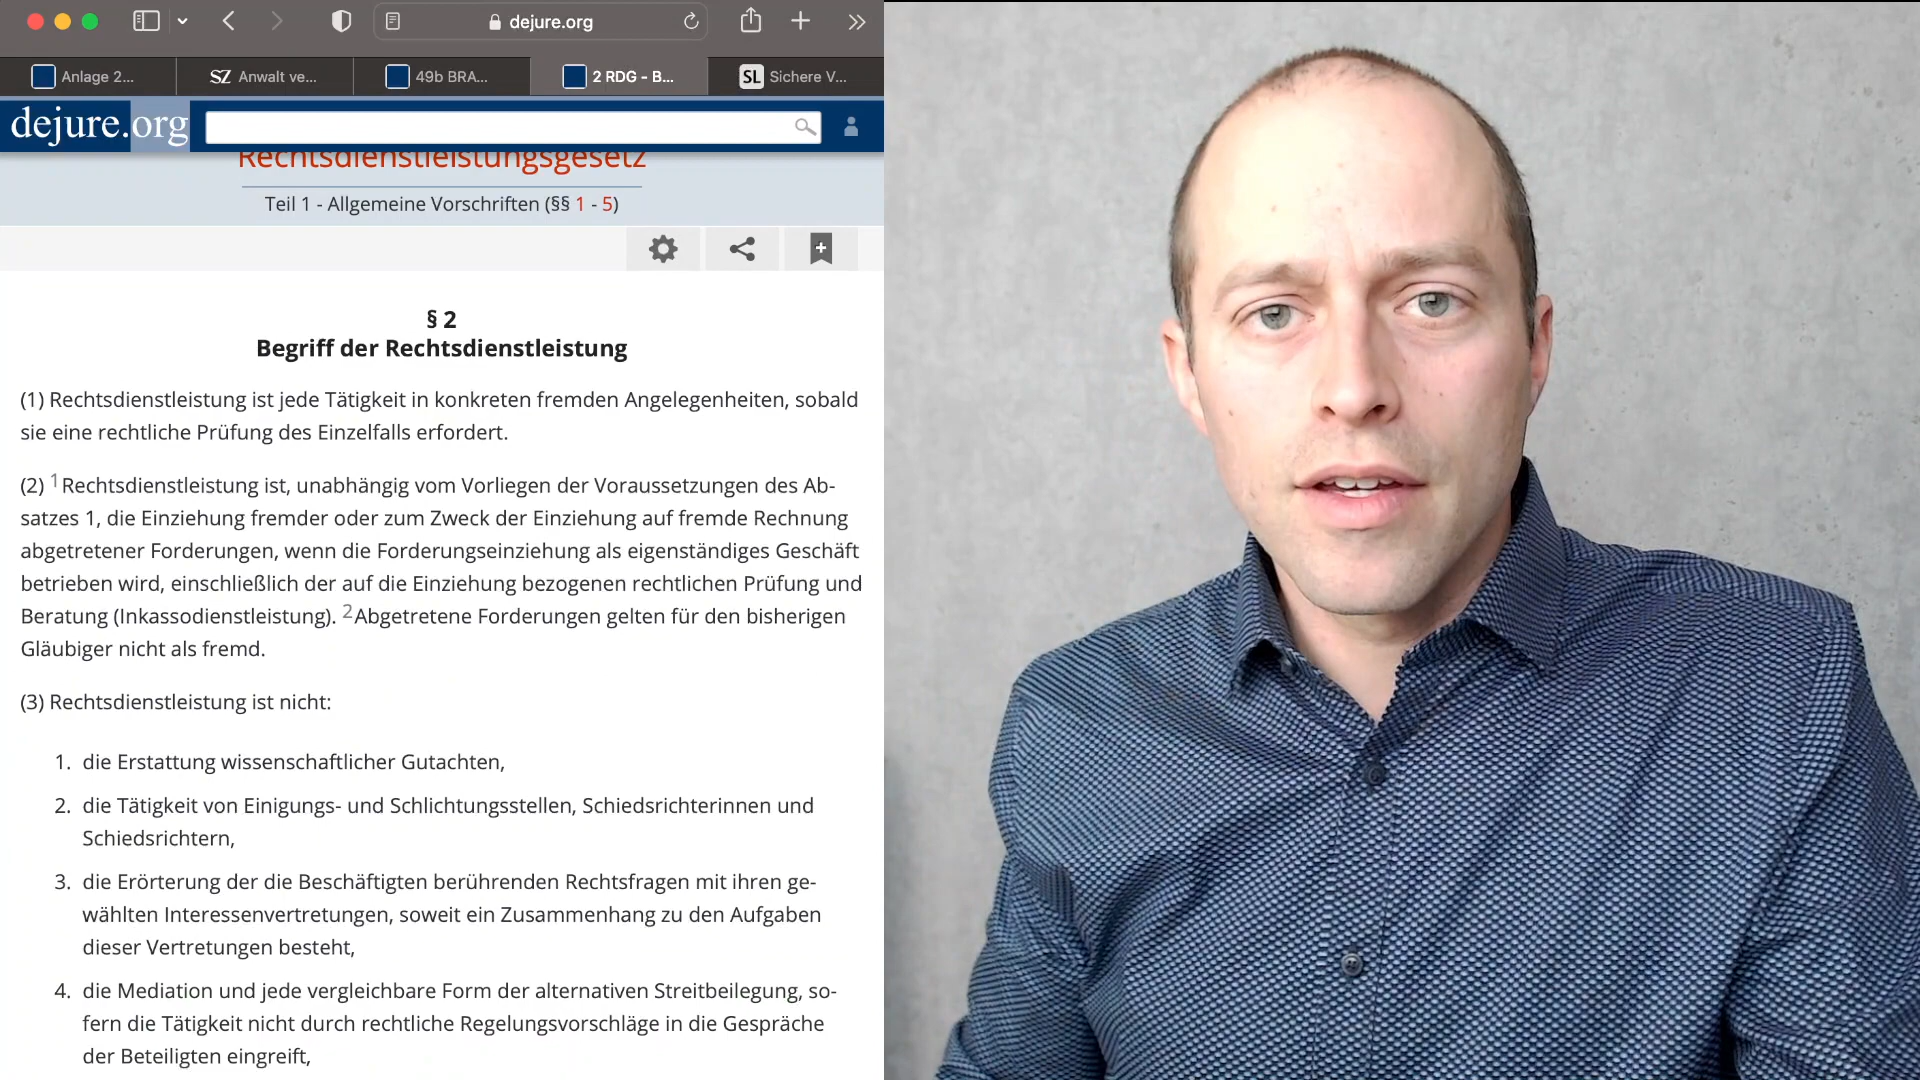 dejure.org
Anlage 2...
SZ Anwalt ve...
49b BRA...
2 RDG - B...
SL Sichere V...
dejure.org
Rechtsdienstleistungsgesetz
Teil 1 - Allgemeine Vorschriften (§§ 1 - 5)
§ 2
Begriff der Rechtsdienstleistung
(1) Rechtsdienstleistung ist jede Tätigkeit in konkreten fremden Angelegenheiten, sobald
sie eine rechtliche Prüfung des Einzelfalls erfordert.
(2) 1Rechtsdienstleistung ist, unabhängig vom Vorliegen der Voraussetzungen des Ab-
satzes 1, die Einziehung fremder oder zum Zweck der Einziehung auf fremde Rechnung
abgetretener Forderungen, wenn die Forderungseinziehung als eigenständiges Geschäft
betrieben wird, einschließlich der auf die Einziehung bezogenen rechtlichen Prüfung und
Beratung (Inkassodienstleistung). 2Abgetretene Forderungen gelten für den bisherigen
Gläubiger nicht als fremd.
(3) Rechtsdienstleistung ist nicht:
1. die Erstattung wissenschaftlicher Gutachten,
2. die Tätigkeit von Einigungs- und Schlichtungsstellen, Schiedsrichterinnen und
Schiedsrichtern,
3. die Erörterung der die Beschäftigten berührenden Rechtsfragen mit ihren ge-
wählten Interessenvertretungen, soweit ein Zusammenhang zu den Aufgaben
dieser Vertretungen besteht,
4. die Mediation und jede vergleichbare Form der alternativen Streitbeilegung, so-
fern die Tätigkeit nicht durch rechtliche Regelungsvorschläge in die Gespräche
der Beteiligten eingreift,